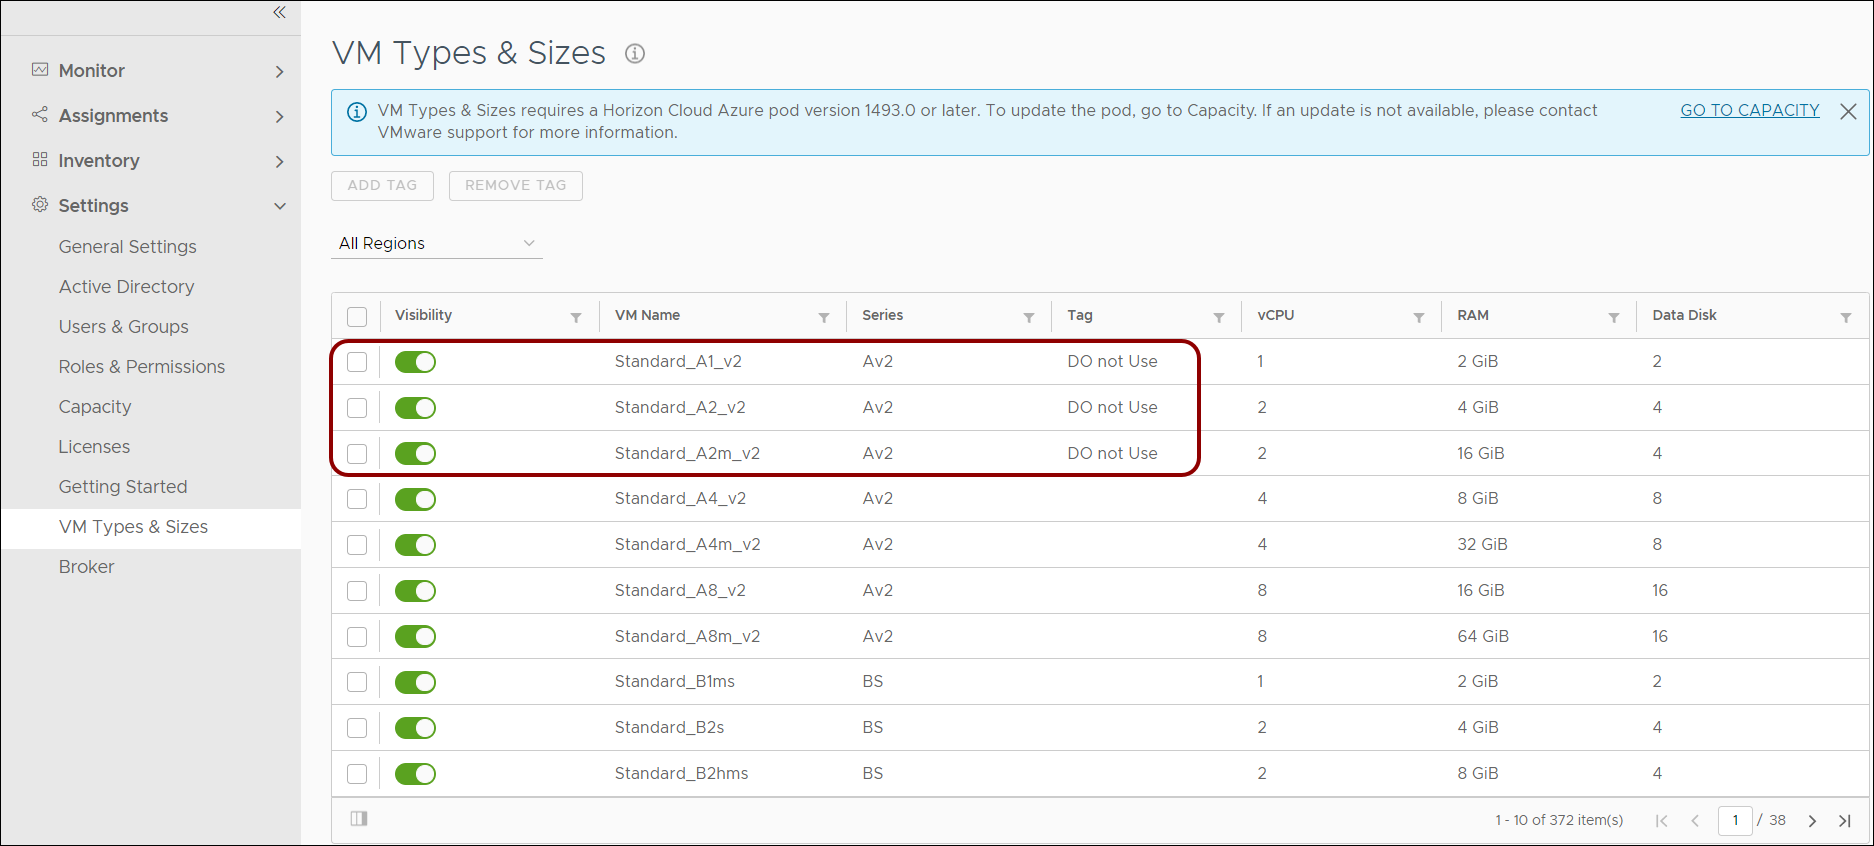 Monitor
Assignments
Inventory
Settings
General Settings
Active Directory
Users & Groups
Roles & Permissions
Capacity
Licenses
Getting Started
VM Types & Sizes
Broker
VM Types & Sizes
VM Types & Sizes requires a Horizon Cloud Azure pod version 1493.0 or later. To update the pod, go to Capacity. If an update is not available, please contact
VMware support for more information.
GO TO CAPACITY
ADD TAG REMOVE TAG
All Regions
Visibility VM Name Series Tag vCPU RAM Data Disk
Standard_A1_v2 Av2 DO not Use 1 2 GiB 2
Standard_A2_v2 Av2 DO not Use 2 4 GiB 4
Standard_A2m_v2 Av2 DO not Use 2 16 GiB 4
Standard_A4_v2 Av2 4 8 GiB 8
Standard_A4m_v2 Av2 4 32 GiB 8
Standard_A8_v2 Av2 8 16 GiB 16
Standard_A8m_v2 Av2 8 64 GiB 16
Standard_B1ms BS 1 2 GiB 2
Standard_B2s BS 2 4 GiB 4
Standard_B2hms BS 2 8 GiB 4
1 - 10 of 372 item(s) 1 / 38